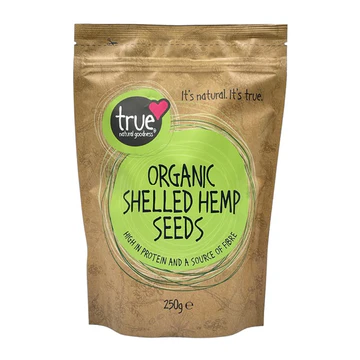 It's natural. It's true.
true
natural goodness®
ORGANIC
SHELLED HEMP
SEEDS
HIGH IN PROTEIN AND A SOURCE OF FIBRE
250g e